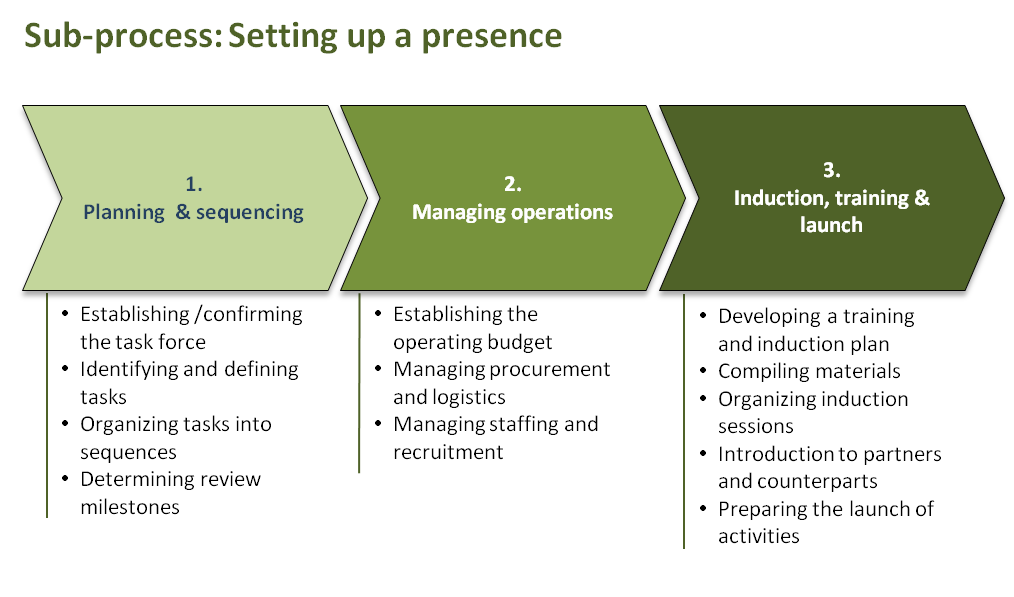 Sub-process: Setting up a presence
1.
Planning & sequencing
• Establishing /confirming
the task force
• Identifying and defining
tasks
• Organizing tasks into
sequences
• Determining review
milestones
2.
Managing operations
• Establishing the
operating budget
• Managing procurement
and logistics
• Managing staffing and
recruitment
3.
Induction, training &
launch
• Developing a training
and induction plan
• Compiling materials
• Organizing induction
sessions
• Introduction to partners
and counterparts
• Preparing the launch of
activities